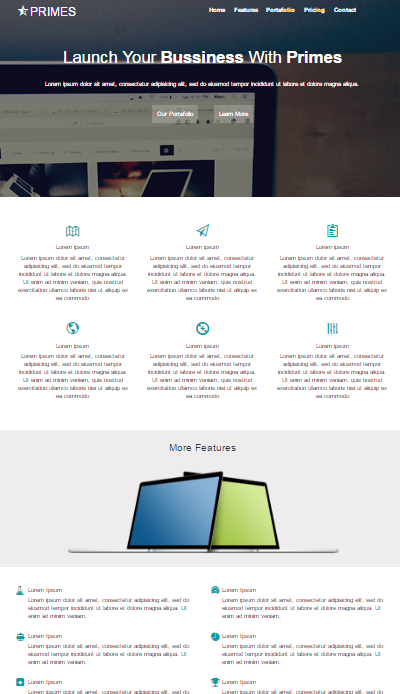 PRIMES
Home Features Portafolio Pricing Contact
Launch Your Bussiness With Primes
Lorem ipsum dolor sit amet, consectetur adipisicing elit, sed do eiusmod tempor incididunt ut labore et dolore magna aliqua.
Our Portafolio Learn More
Lorem ipsum
Lorem ipsum dolor sit amet, consectetur
adipisicing elit, sed do eiusmod tempor
incididunt ut labore et dolore magna aliqua.
Ut enim ad minim veniam, quis nostrud
exercitation ullamco laboris nisi ut aliquip ex
ea commodo
Lorem ipsum
Lorem ipsum dolor sit amet, consectetur
adipisicing elit, sed do eiusmod tempor
incididunt ut labore et dolore magna aliqua.
Ut enim ad minim veniam, quis nostrud
exercitation ullamco laboris nisi ut aliquip ex
ea commodo
Lorem ipsum
Lorem ipsum dolor sit amet, consectetur
adipisicing elit, sed do eiusmod tempor
incididunt ut labore et dolore magna aliqua.
Ut enim ad minim veniam, quis nostrud
exercitation ullamco laboris nisi ut aliquip ex
ea commodo
Lorem ipsum
Lorem ipsum dolor sit amet, consectetur
adipisicing elit, sed do eiusmod tempor
incididunt ut labore et dolore magna aliqua.
Ut enim ad minim veniam, quis nostrud
exercitation ullamco laboris nisi ut aliquip ex
ea commodo
Lorem ipsum
Lorem ipsum dolor sit amet, consectetur
adipisicing elit, sed do eiusmod tempor
incididunt ut labore et dolore magna aliqua.
Ut enim ad minim veniam, quis nostrud
exercitation ullamco laboris nisi ut aliquip ex
ea commodo
Lorem ipsum
Lorem ipsum dolor sit amet, consectetur
adipisicing elit, sed do eiusmod tempor
incididunt ut labore et dolore magna aliqua.
Ut enim ad minim veniam, quis nostrud
exercitation ullamco laboris nisi ut aliquip ex
ea commodo
More Features
Lorem Ipsum
Lorem ipsum dolor sit amet, consectetur adipisicing elit, sed do
eiusmod tempor incididunt ut labore et dolore magna aliqua. Ut
enim ad minim veniam,
Lorem Ipsum
Lorem ipsum dolor sit amet, consectetur adipisicing elit, sed do
eiusmod tempor incididunt ut labore et dolore magna aliqua. Ut
enim ad minim veniam,
Lorem Ipsum
Lorem ipsum dolor sit amet, consectetur adipisicing elit, sed do
eiusmod tempor incididunt ut labore et dolore magna aliqua. Ut
enim ad minim veniam,
Lorem Ipsum
Lorem ipsum dolor sit amet, consectetur adipisicing elit, sed do
eiusmod tempor incididunt ut labore et dolore magna aliqua. Ut
enim ad minim veniam,
Lorem Ipsum
Lorem ipsum dolor sit amet, consectetur adipisicing elit, sed do
Lorem Ipsum
Lorem ipsum dolor sit amet, consectetur adipisicing elit, sed do